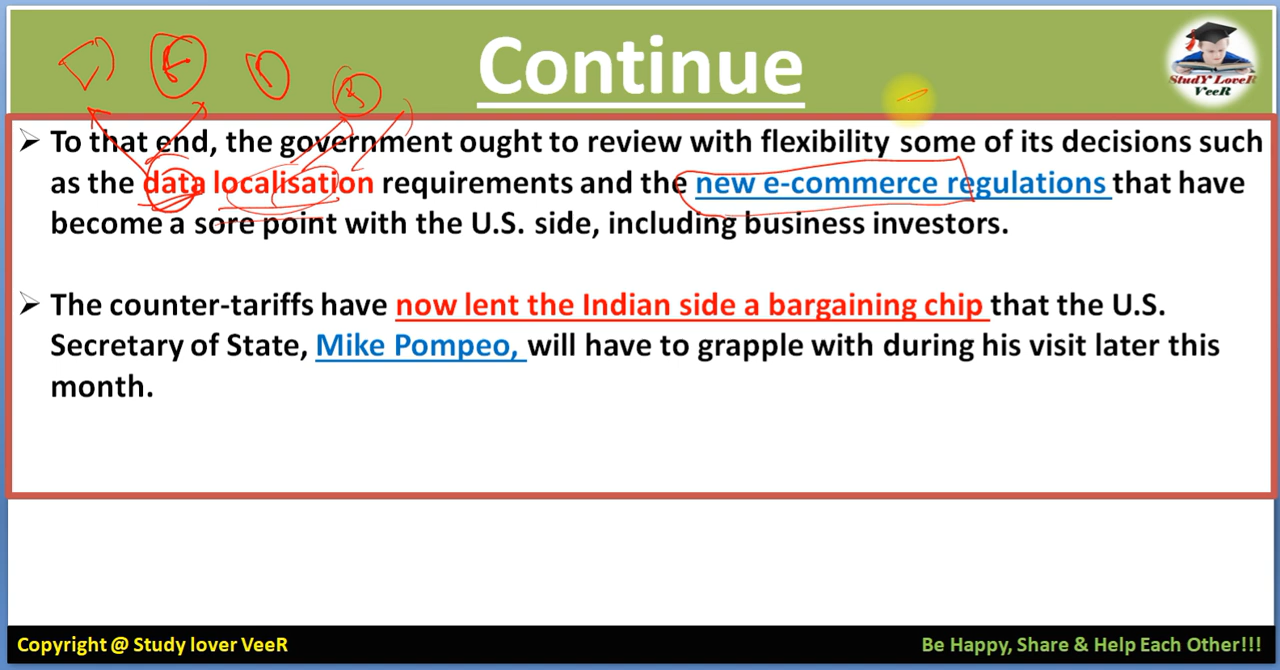 Continue
StudY LoveR
VeeR
➢ To that end, the government ought to review with flexibility some of its decisions such
as the data localisation requirements and the new e-commerce regulations that have
become a sore point with the U.S. side, including business investors.
➢ The counter-tariffs have now lent the Indian side a bargaining chip that the U.S.
Secretary of State, Mike Pompeo, will have to grapple with during his visit later this
month.
Copyright @ Study lover VeeR
Be Happy, Share & Help Each Other!!!